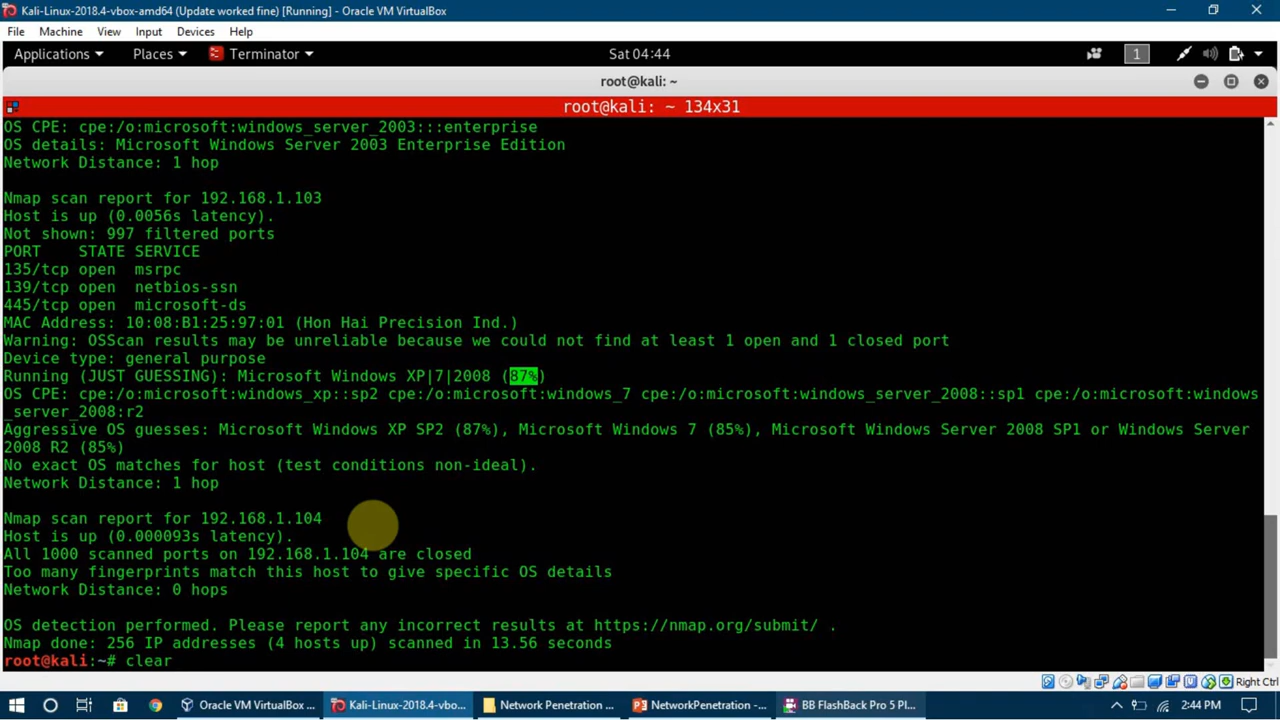 Kali-Linux-2018.4-vbox-amd64 (Update worked fine) [Running] - Oracle VM VirtualBox
File Machine View Input Devices Help
Applications Places Terminator Sat 04:44 1
root@kali: ~
root@kali: ~ 134x31
OS CPE: cpe:/o:microsoft:windows_server_2003:::enterprise
OS details: Microsoft Windows Server 2003 Enterprise Edition
Network Distance: 1 hop
Nmap scan report for 192.168.1.103
Host is up (0.0056s latency).
Not shown: 997 filtered ports
PORT STATE SERVICE
135/tcp open msrpc
139/tcp open netbios-ssn
445/tcp open microsoft-ds
MAC Address: 10:08:B1:25:97:01 (Hon Hai Precision Ind.)
Warning: OSScan results may be unreliable because we could not find at least 1 open and 1 closed port
Device type: general purpose
Running (JUST GUESSING): Microsoft Windows XP|7|2008 (87%)
OS CPE: cpe:/o:microsoft:windows_xp::sp2 cpe:/o:microsoft:windows_7 cpe:/o:microsoft:windows_server_2008::sp1 cpe:/o:microsoft:windows
_server_2008:r2
Aggressive OS guesses: Microsoft Windows XP SP2 (87%), Microsoft Windows 7 (85%), Microsoft Windows Server 2008 SP1 or Windows Server
2008 R2 (85%)
No exact OS matches for host (test conditions non-ideal).
Network Distance: 1 hop
Nmap scan report for 192.168.1.104
Host is up (0.000093s latency).
All 1000 scanned ports on 192.168.1.104 are closed
Too many fingerprints match this host to give specific OS details
Network Distance: 0 hops
OS detection performed. Please report any incorrect results at https://nmap.org/submit/ .
Nmap done: 256 IP addresses (4 hosts up) scanned in 13.56 seconds
root@kali:~# clear
Right Ctrl
Oracle VM VirtualBox ... Kali-Linux-2018.4-vbo... Network Penetration ... NetworkPenetration -... BB FlashBack Pro 5 Pl... 2:44 PM